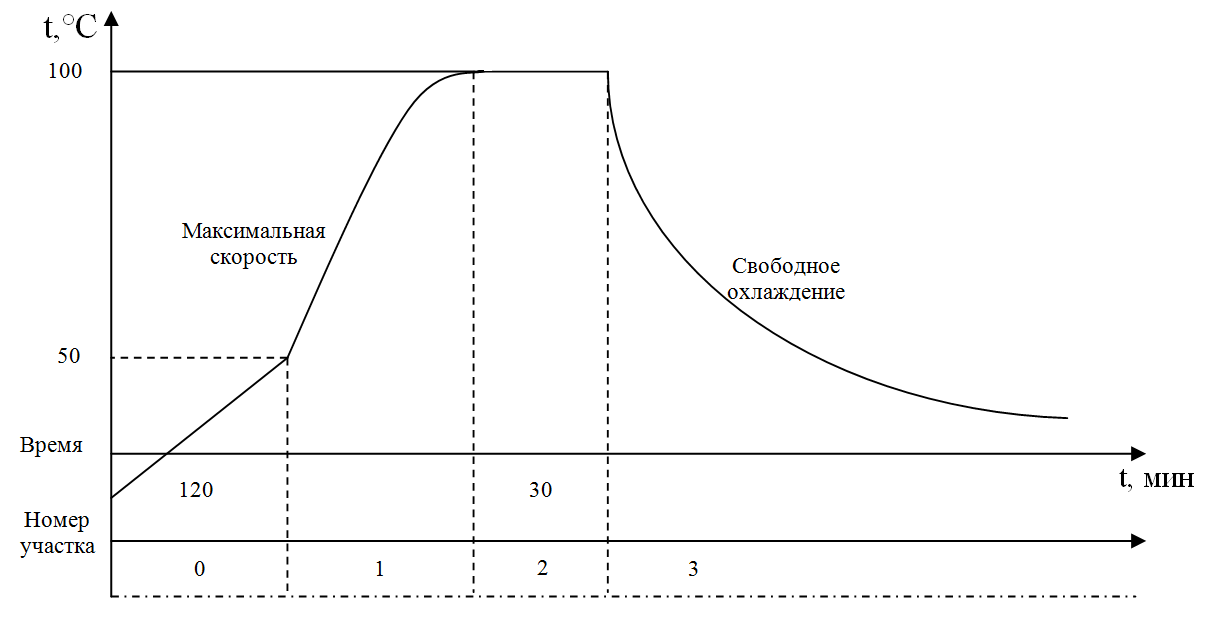 t,°C
100
Максимальная
скорость
Свободное
охлаждение
50
Время
t, мин
120
30
Номер
участка
0
1
2
3